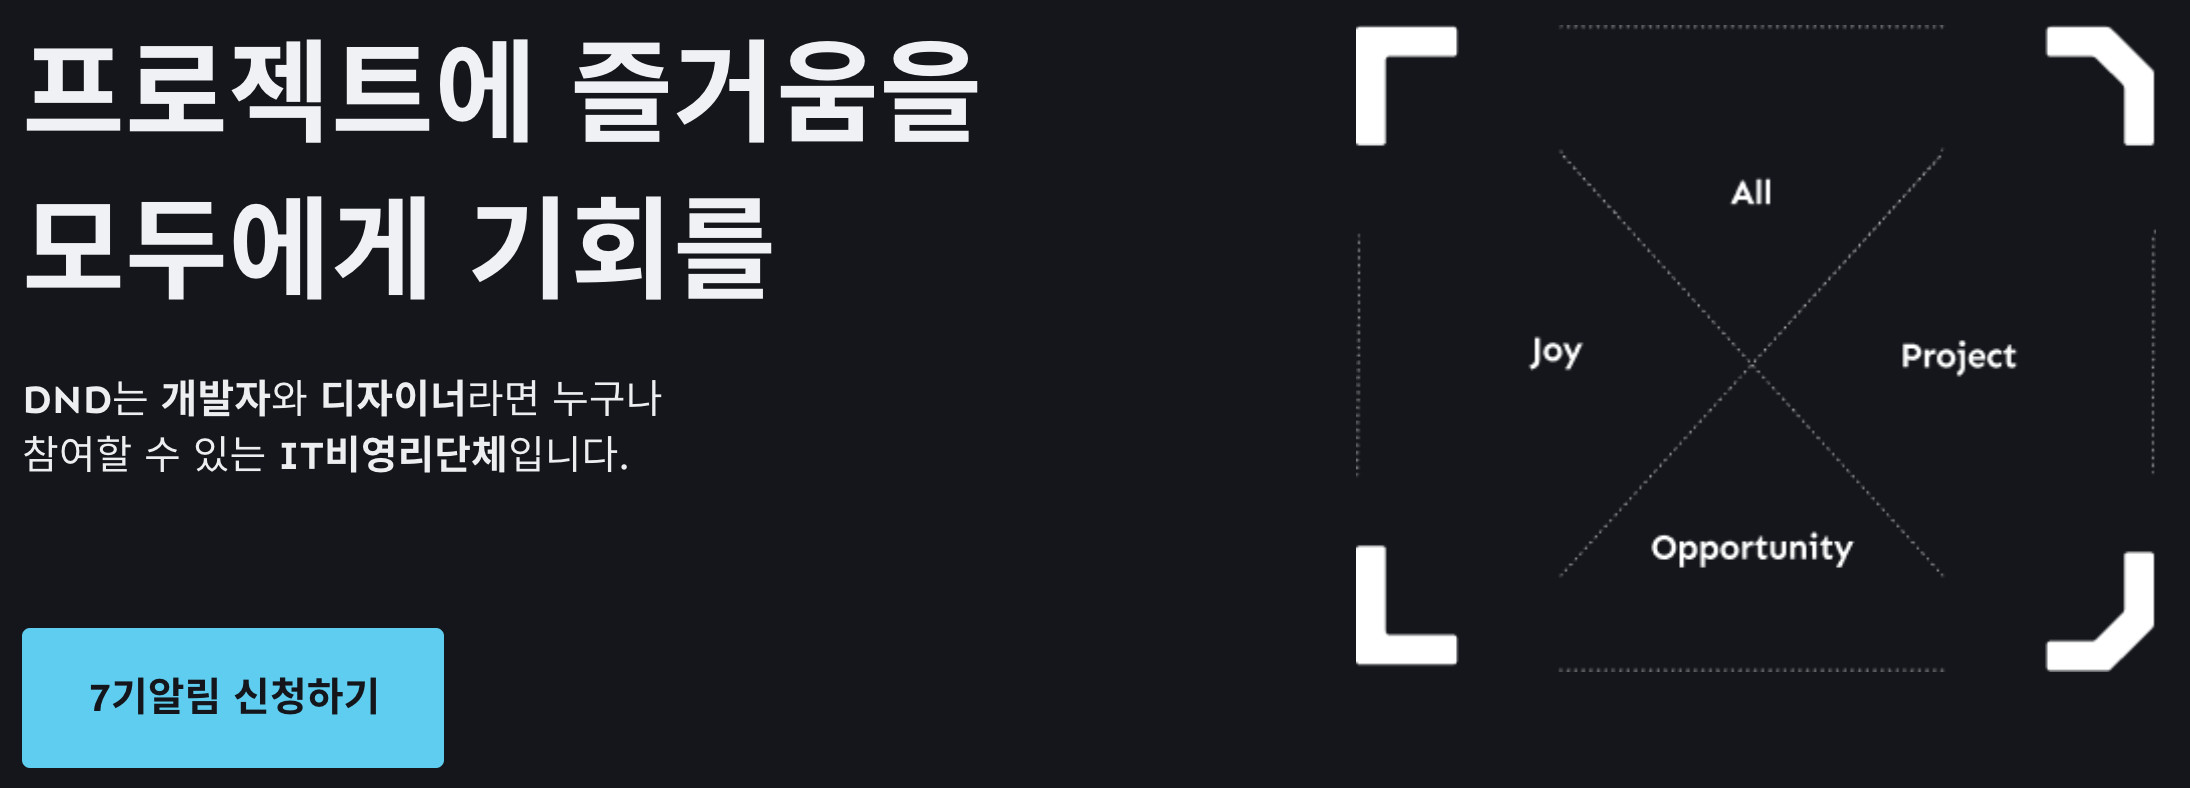 프로젝트에 즐거움을
모두에게 기회를
DND는 개발자와 디자이너라면 누구나
참여할 수 있는 IT비영리단체입니다.
7기알림 신청하기
All
Joy
Project
Opportunity